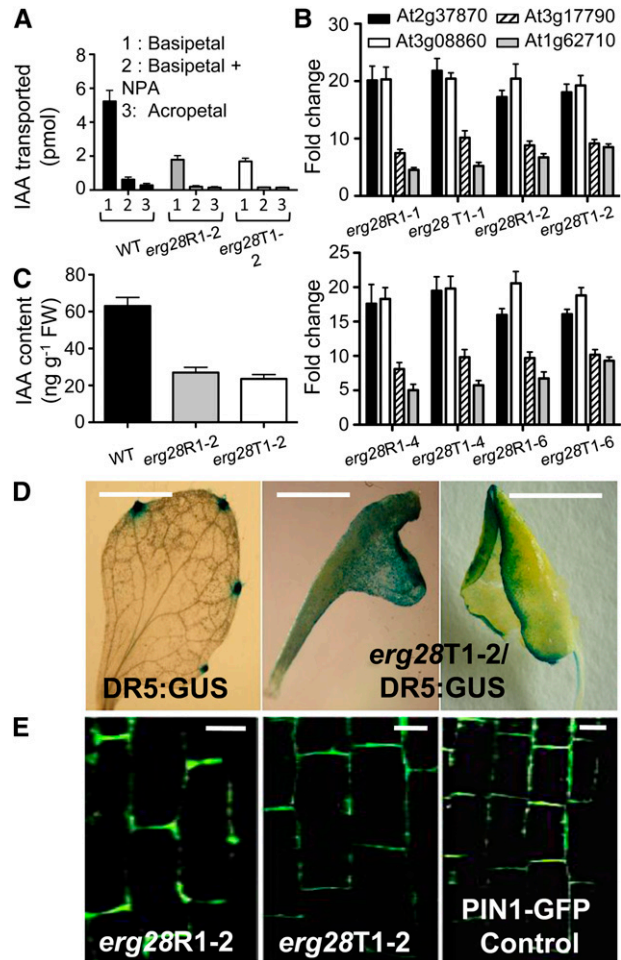 A
1 : Basipetal
2 : Basipetal +
NPA
3: Acropetal
IAA transported
(pmol)
8
6
4
2
0
1 2 3 1 2 3 1 2 3
WT erg28R1-2 erg28T1-
2
B
At2g37870 At3g17790
At3g08860 At1g62710
Fold change
30
20
10
0
erg28R1-1 erg28 T1-1 erg28R1-2 erg28T1-2
Fold change
25
20
15
10
5
0
erg28R1-4 erg28T1-4 erg28R1-6 erg28T1-6
C
IAA content
(ng g-1 FW)
80
60
40
20
0
WT erg28R1-2 erg28T1-2
D
DR5:GUS
erg28T1-2/
DR5:GUS
E
erg28R1-2
erg28T1-2
PIN1-GFP
Control